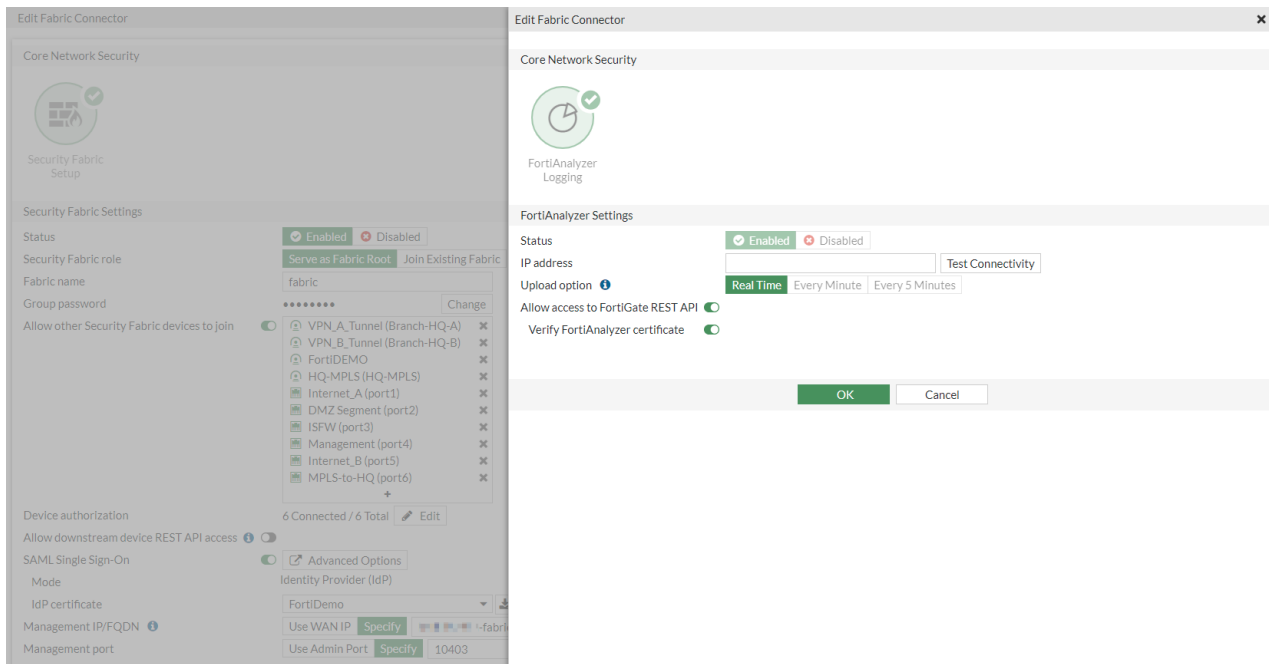 Edit Fabric Connector
Core Network Security
Security Fabric
Setup
Security Fabric Settings
Status Enabled Disabled
Security Fabric role Serve as Fabric Root Join Existing Fabric
Fabric name fabric
Group password •••••••• Change
Allow other Security Fabric devices to join VPN_A_Tunnel (Branch-HQ-A)
VPN_B_Tunnel (Branch-HQ-B)
FortiDEMO
HQ-MPLS (HQ-MPLS)
Internet_A (port1)
DMZ Segment (port2)
ISFW (port3)
Management (port4)
Internet_B (port5)
MPLS-to-HQ (port6)
+
Device authorization 6 Connected / 6 Total Edit
Allow downstream device REST API access
SAML Single Sign-On Advanced Options
Mode Identity Provider (IdP)
IdP certificate FortiDemo
Management IP/FQDN Use WAN IP Specify
Management port Use Admin Port Specify 10403
Edit Fabric Connector
Core Network Security
FortiAnalyzer
Logging
FortiAnalyzer Settings
Status Enabled Disabled
IP address Test Connectivity
Upload option Real Time Every Minute Every 5 Minutes
Allow access to FortiGate REST API
Verify FortiAnalyzer certificate
OK Cancel